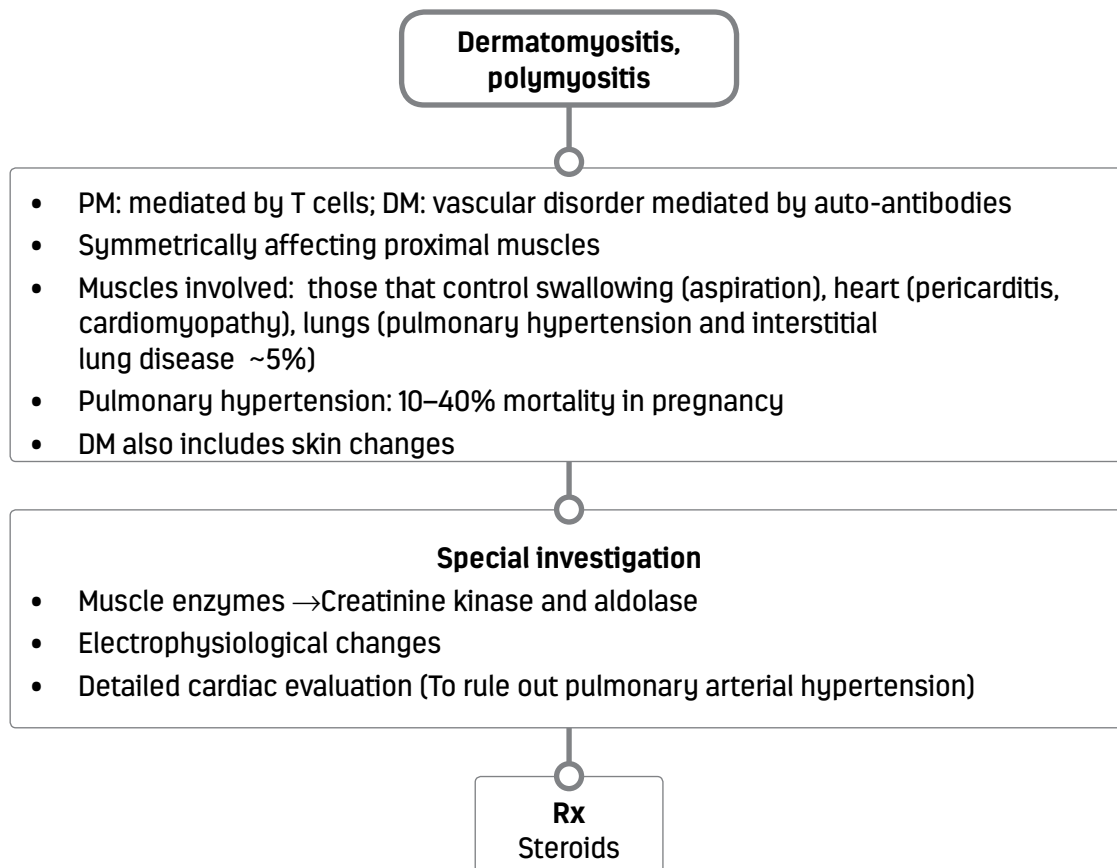 Dermatomyositis,
polymyositis
• PM: mediated by T cells; DM: vascular disorder mediated by auto-antibodies
• Symmetrically affecting proximal muscles
• Muscles involved: those that control swallowing (aspiration), heart (pericarditis,
cardiomyopathy), lungs (pulmonary hypertension and interstitial
lung disease ~5%)
• Pulmonary hypertension: 10–40% mortality in pregnancy
• DM also includes skin changes
Special investigation
• Muscle enzymes →Creatinine kinase and aldolase
• Electrophysiological changes
• Detailed cardiac evaluation (To rule out pulmonary arterial hypertension)
Rx
Steroids